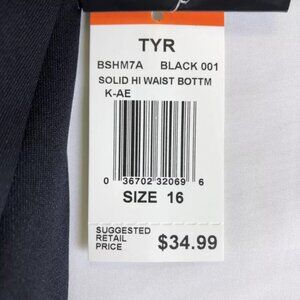 TYR
BSHM7A BLACK 001
SOLID HI WAIST BOTTM
K-AE
0 36702 32069 6
SIZE 16
SUGGESTED
RETAIL
PRICE $34.99